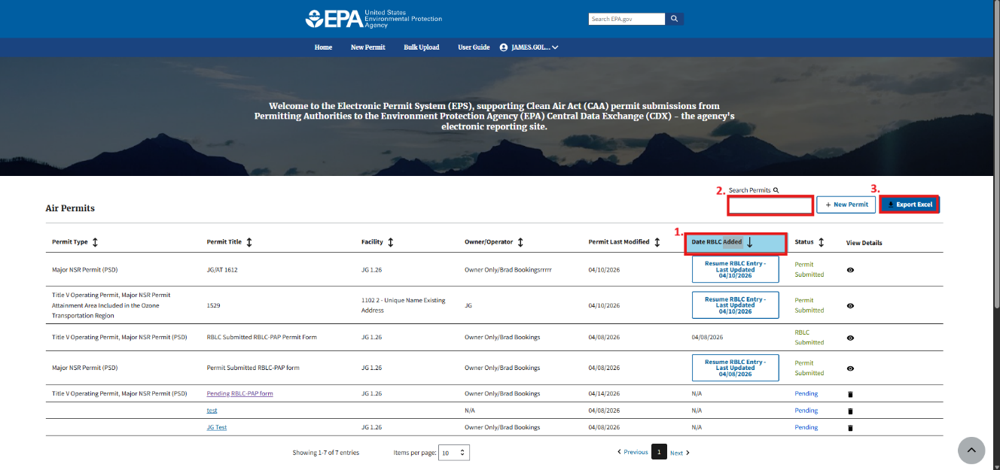 EPA United States
Environmental Protection
Agency
Search EPA.gov
Home New Permit Bulk Upload User Guide JAMES.GOL...
Welcome to the Electronic Permit System (EPS), supporting Clean Air Act (CAA) permit submissions from
Permitting Authorities to the Environment Protection Agency (EPA) Central Data Exchange (CDX) – the agency's
electronic reporting site.
2. Search Permits 3.
Air Permits
+ New Permit Export Excel
1.
Permit Type Permit Title Facility Owner/Operator Permit Last Modified Date RBLC Added Status View Details
Major NSR Permit (PSD) JG/AT 1612 JG 1.26 Owner Only/Brad Bookingsrrrrr 04/10/2026
Resume RBLC Entry -
Last Updated
04/10/2026
Permit
Submitted
Title V Operating Permit, Major NSR Permit
Attainment Area Included in the Ozone
Transportation Region
1529
1102 2 - Unique Name Existing
Address
JG 04/10/2026
Resume RBLC Entry -
Last Updated
04/10/2026
Permit
Submitted
Title V Operating Permit, Major NSR Permit (PSD) RBLC Submitted RBLC-PAP Permit Form JG 1.26 Owner Only/Brad Bookings 04/08/2026 04/08/2026
RBLC
Submitted
Major NSR Permit (PSD) Permit Submitted RBLC-PAP form JG 1.26 Owner Only/Brad Bookings 04/08/2026
Resume RBLC Entry -
Last Updated
04/08/2026
Permit
Submitted
Title V Operating Permit, Major NSR Permit (PSD) Pending RBLC-PAP form JG 1.26 Owner Only/Brad Bookings 04/14/2026 N/A Pending
test N/A 04/08/2026 N/A Pending
JG Test JG 1.26 Owner Only/Brad Bookings 04/08/2026 N/A Pending
Showing 1-7 of 7 entries Items per page: 10 Previous 1 Next